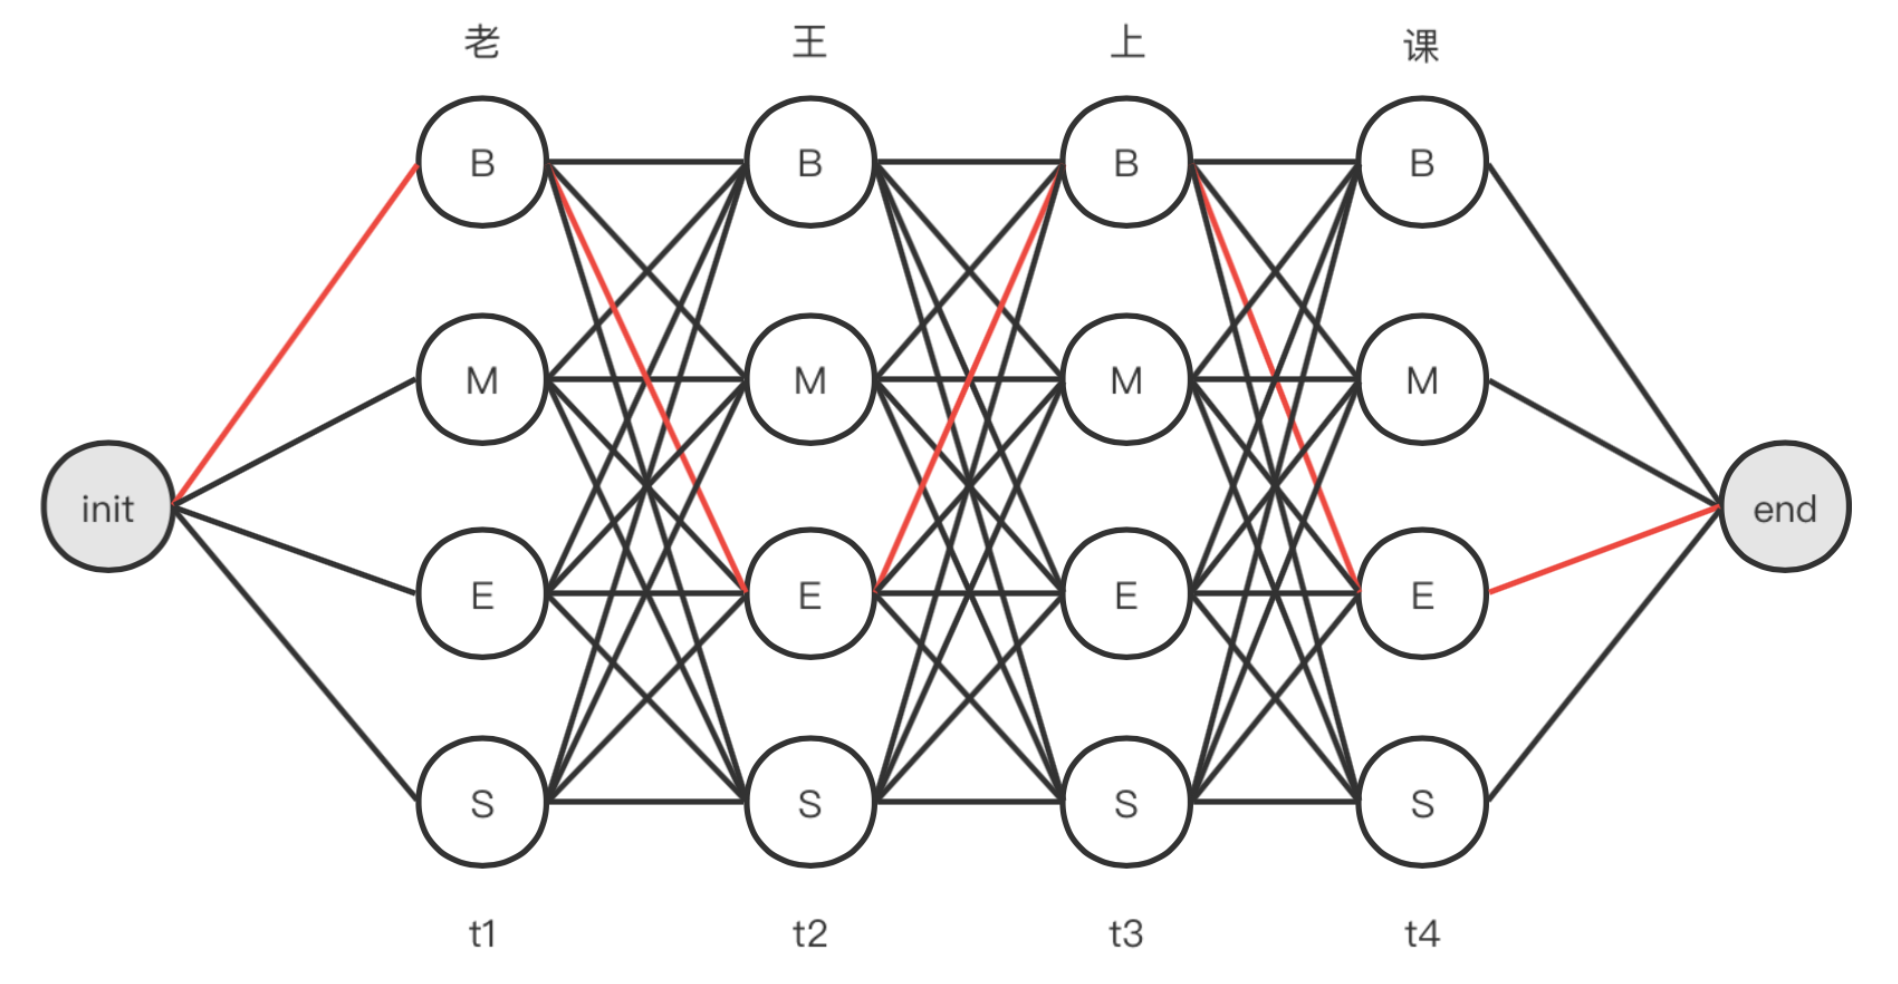 老 王 上 课
B B B B
M M M M
init end
E E E E
S S S S
t1 t2 t3 t4